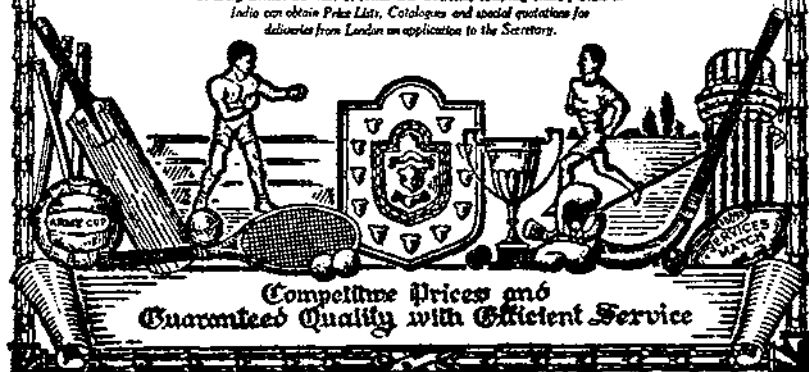 India can obtain Price Lists, Catalogues and special quotations for
deliveries from London on application to the Secretary.
ARMY CUP
SERVICES
MATCH
Competitive Prices and
Guaranteed Quality with Efficient Service